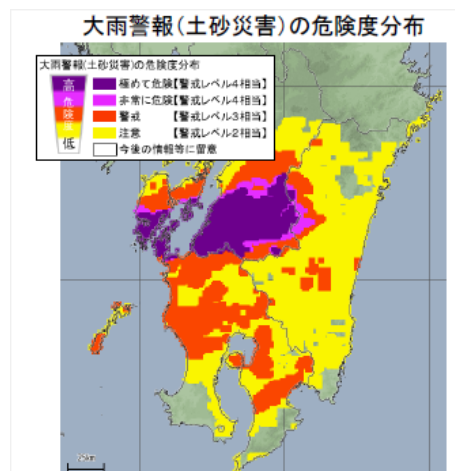 大雨警報(土砂災害)の危険度分布
大雨警報(土砂災害)の危険度分布
高
危
険
度
低
極めて危険【警戒レベル4相当】
非常に危険【警戒レベル4相当】
警戒 【警戒レベル3相当】
注意 【警戒レベル2相当】
今後の情報等に留意